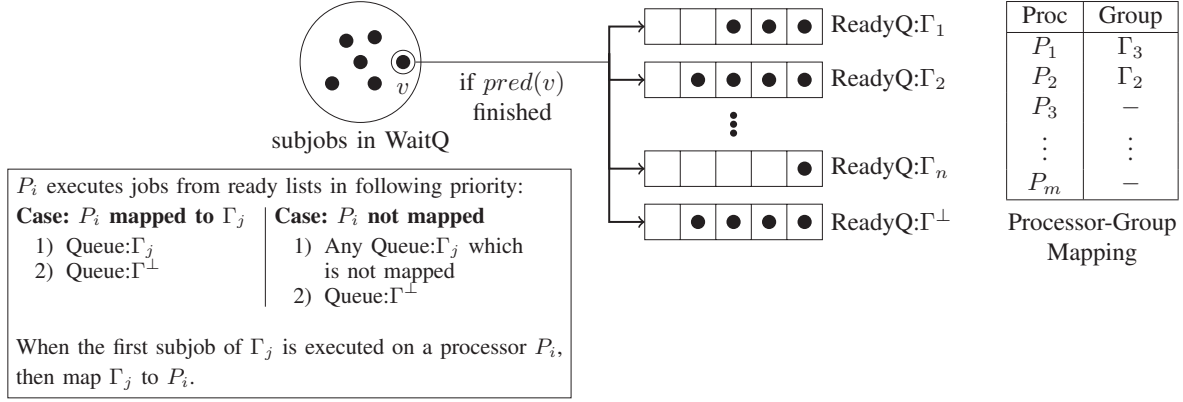 v
subjobs in WaitQ
if pred(v)
finished
ReadyQ:Γ₁
ReadyQ:Γ₂
⋮
ReadyQ:Γₙ
ReadyQ:Γ^⊥
Proc Group
P₁ Γ₃
P₂ Γ₂
P₃ −
⋮ ⋮
Pₘ −
Processor-Group
Mapping
Pᵢ executes jobs from ready lists in following priority:
Case: Pᵢ mapped to Γⱼ
1) Queue:Γⱼ
2) Queue:Γ^⊥
Case: Pᵢ not mapped
1) Any Queue:Γⱼ which
is not mapped
2) Queue:Γ^⊥
When the first subjob of Γⱼ is executed on a processor Pᵢ,
then map Γⱼ to Pᵢ.